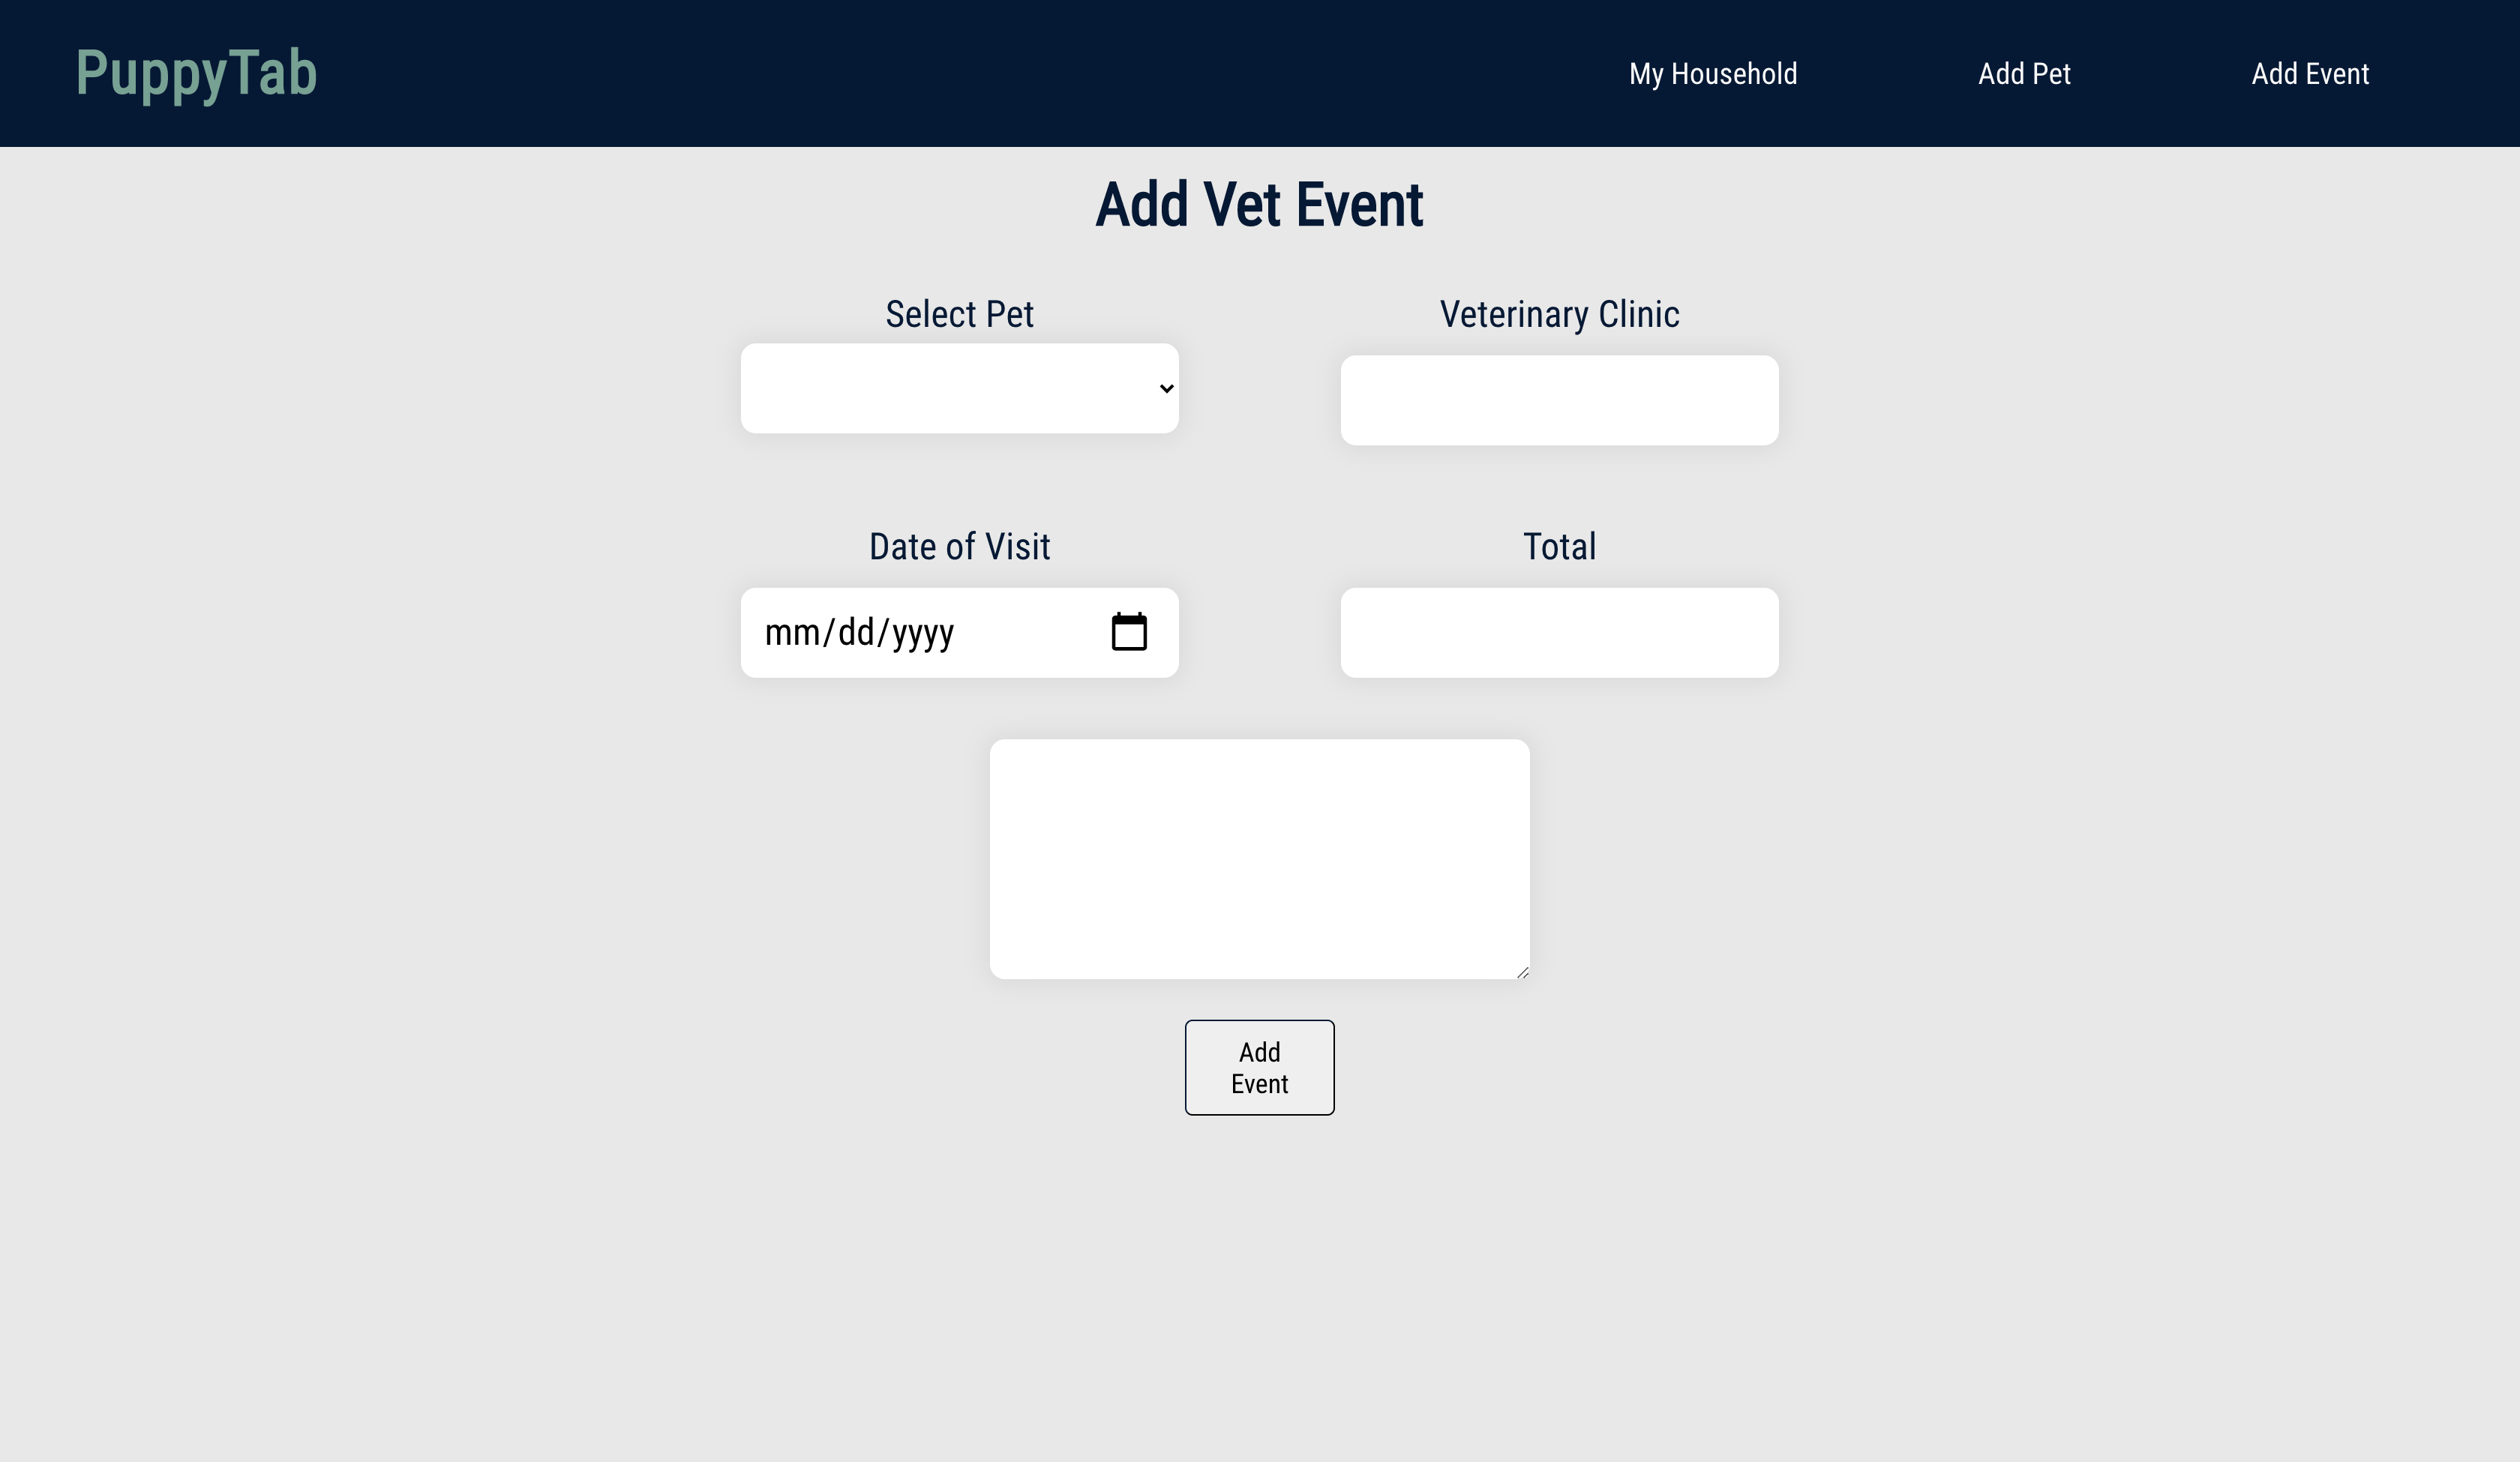 PuppyTab
My Household
Add Pet
Add Event
Add Vet Event
Select Pet
Veterinary Clinic
Date of Visit
Total
mm/dd/yyyy
Add
Event